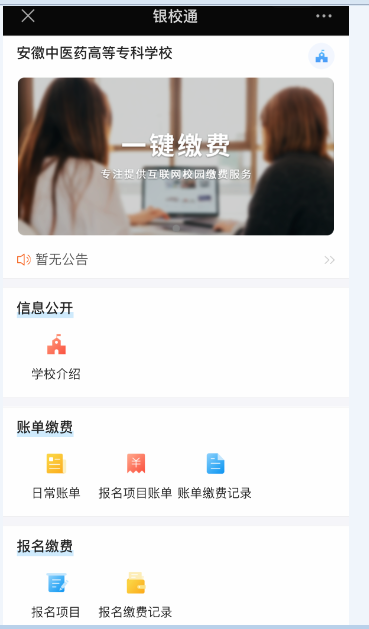 银校通
安徽中医药高等专科学校
一键缴费
专注提供互联网校园缴费服务
暂无公告
信息公开
学校介绍
账单缴费
日常账单 报名项目账单 账单缴费记录
报名缴费
报名项目 报名缴费记录